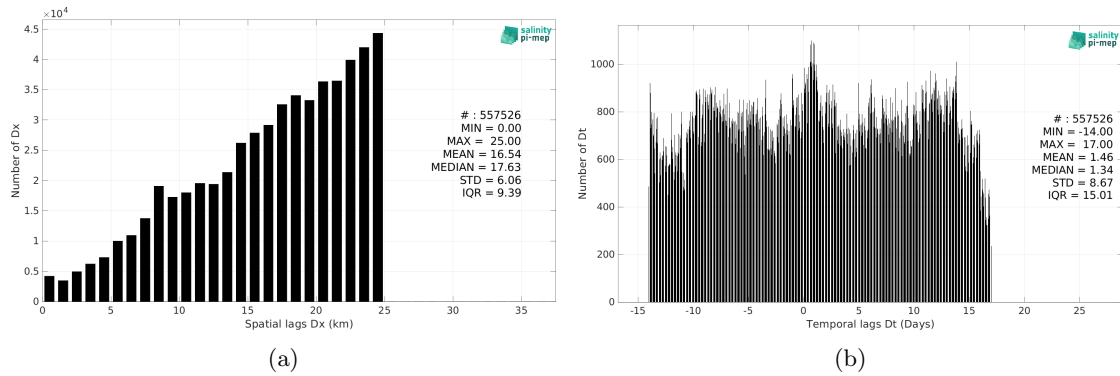 ×10⁴
4.5
4
3.5
3
2.5
2
1.5
1
0.5
0
Number of Dx
0 5 10 15 20 25 30 35
Spatial lags Dx (km)
salinity
pi-mep
# : 557526
MIN = 0.00
MAX = 25.00
MEAN = 16.54
MEDIAN = 17.63
STD = 6.06
IQR = 9.39
(a)
1000
800
600
400
200
0
Number of Dt
-15 -10 -5 0 5 10 15 20 25
Temporal lags Dt (Days)
salinity
pi-mep
# : 557526
MIN = -14.00
MAX = 17.00
MEAN = 1.46
MEDIAN = 1.34
STD = 8.67
IQR = 15.01
(b)